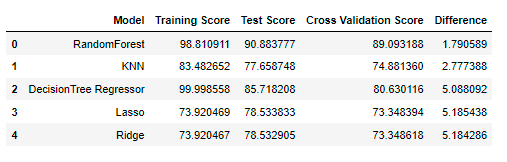 Model Training Score Test Score Cross Validation Score Difference
0 RandomForest 98.810911 90.883777 89.093188 1.790589
1 KNN 83.482652 77.658748 74.881360 2.777388
2 DecisionTree Regressor 99.998558 85.718208 80.630116 5.088092
3 Lasso 73.920469 78.533833 73.348394 5.185438
4 Ridge 73.920467 78.532905 73.348618 5.184286